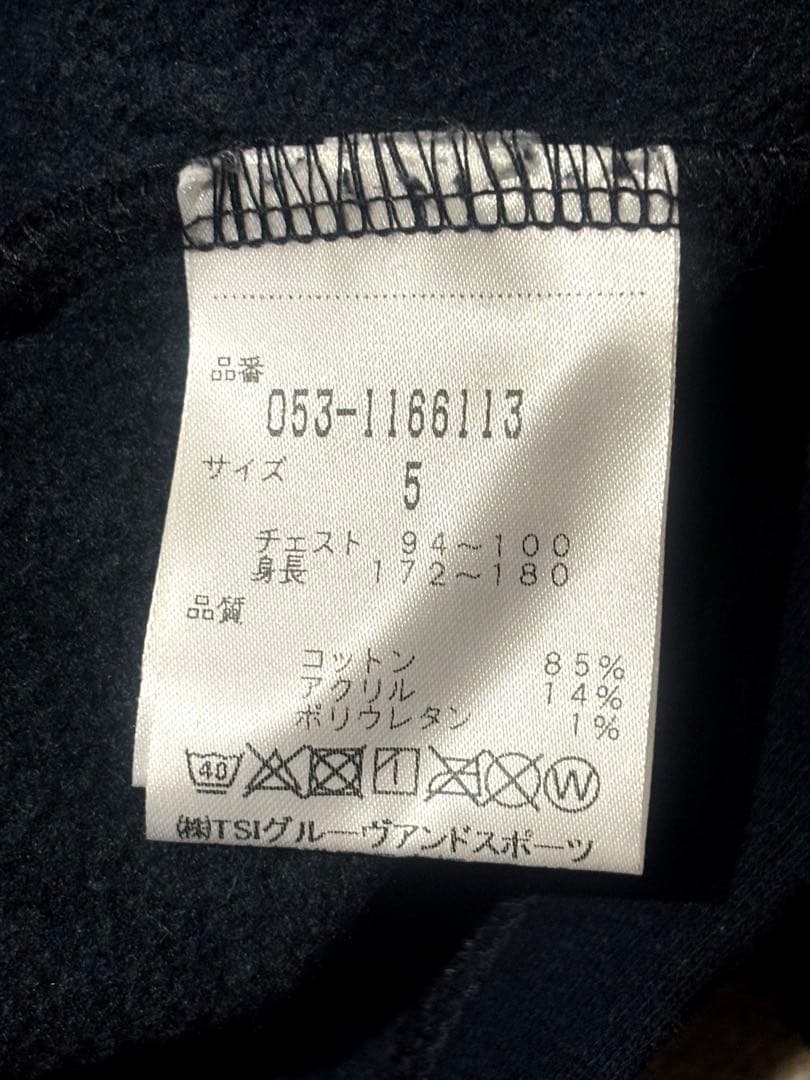 品番
053-1166113
サイズ 5
チェスト 94～100
身長 172～180
品質
コットン 85%
アクリル 14%
ポリウレタン 1%
40 W
㈱TSIグルーヴアンドスポーツ